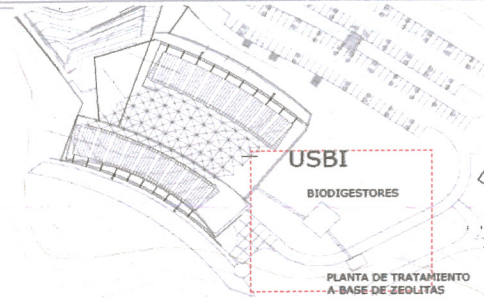 USBI
BIODIGESTORES
PLANTA DE TRATAMIENTO
A BASE DE ZEOLITAS